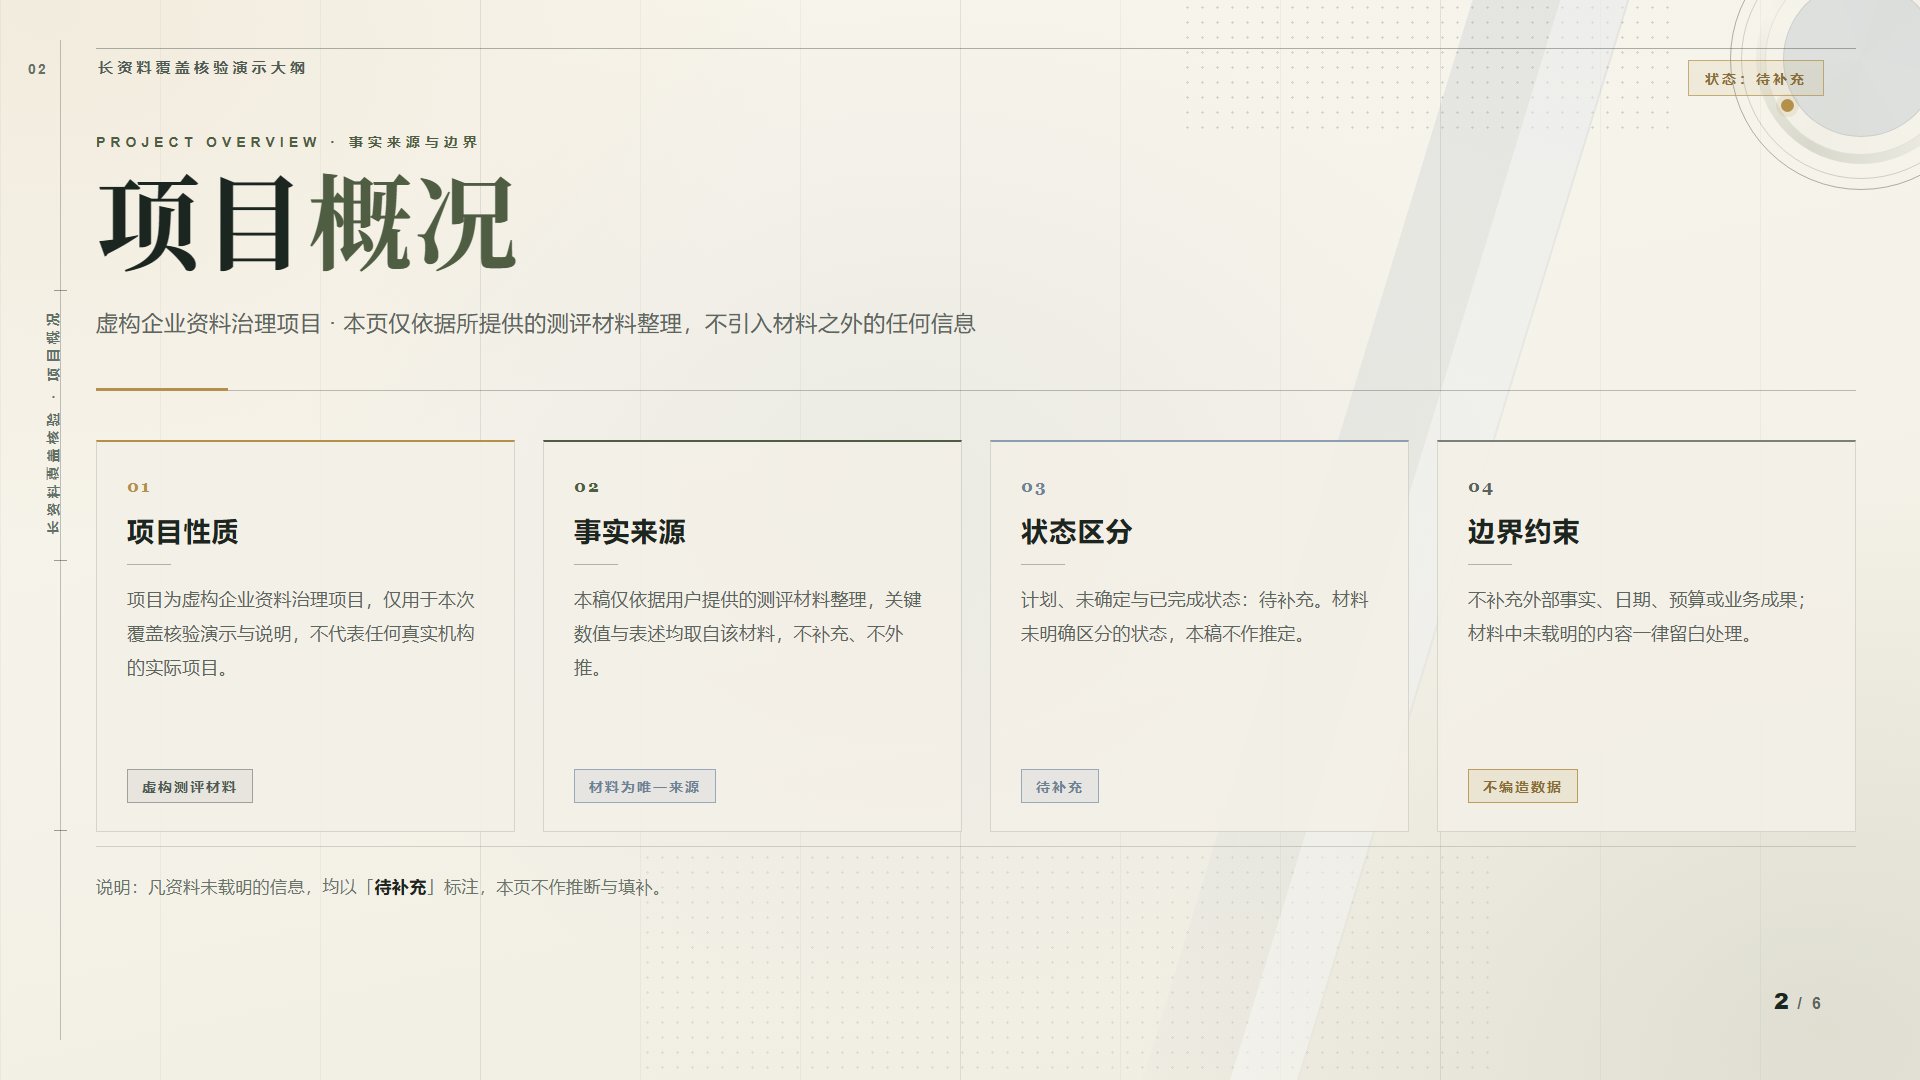 02
长资料覆盖核验演示大纲
状态：待补充
PROJECT OVERVIEW · 事实来源与边界
项目概况
虚构企业资料治理项目 · 本页仅依据所提供的测评材料整理，不引入材料之外的任何信息
长资料覆盖核验 · 项目概况
01
项目性质
项目为虚构企业资料治理项目，仅用于本次
覆盖核验演示与说明，不代表任何真实机构
的实际项目。
虚构测评材料
02
事实来源
本稿仅依据用户提供的测评材料整理，关键
数值与表述均取自该材料，不补充、不外
推。
材料为唯一来源
03
状态区分
计划、未确定与已完成状态：待补充。材料
未明确区分的状态，本稿不作推定。
待补充
04
边界约束
不补充外部事实、日期、预算或业务成果；
材料中未载明的内容一律留白处理。
不编造数据
说明：凡资料未载明的信息，均以「待补充」标注，本页不作推断与填补。
2 / 6